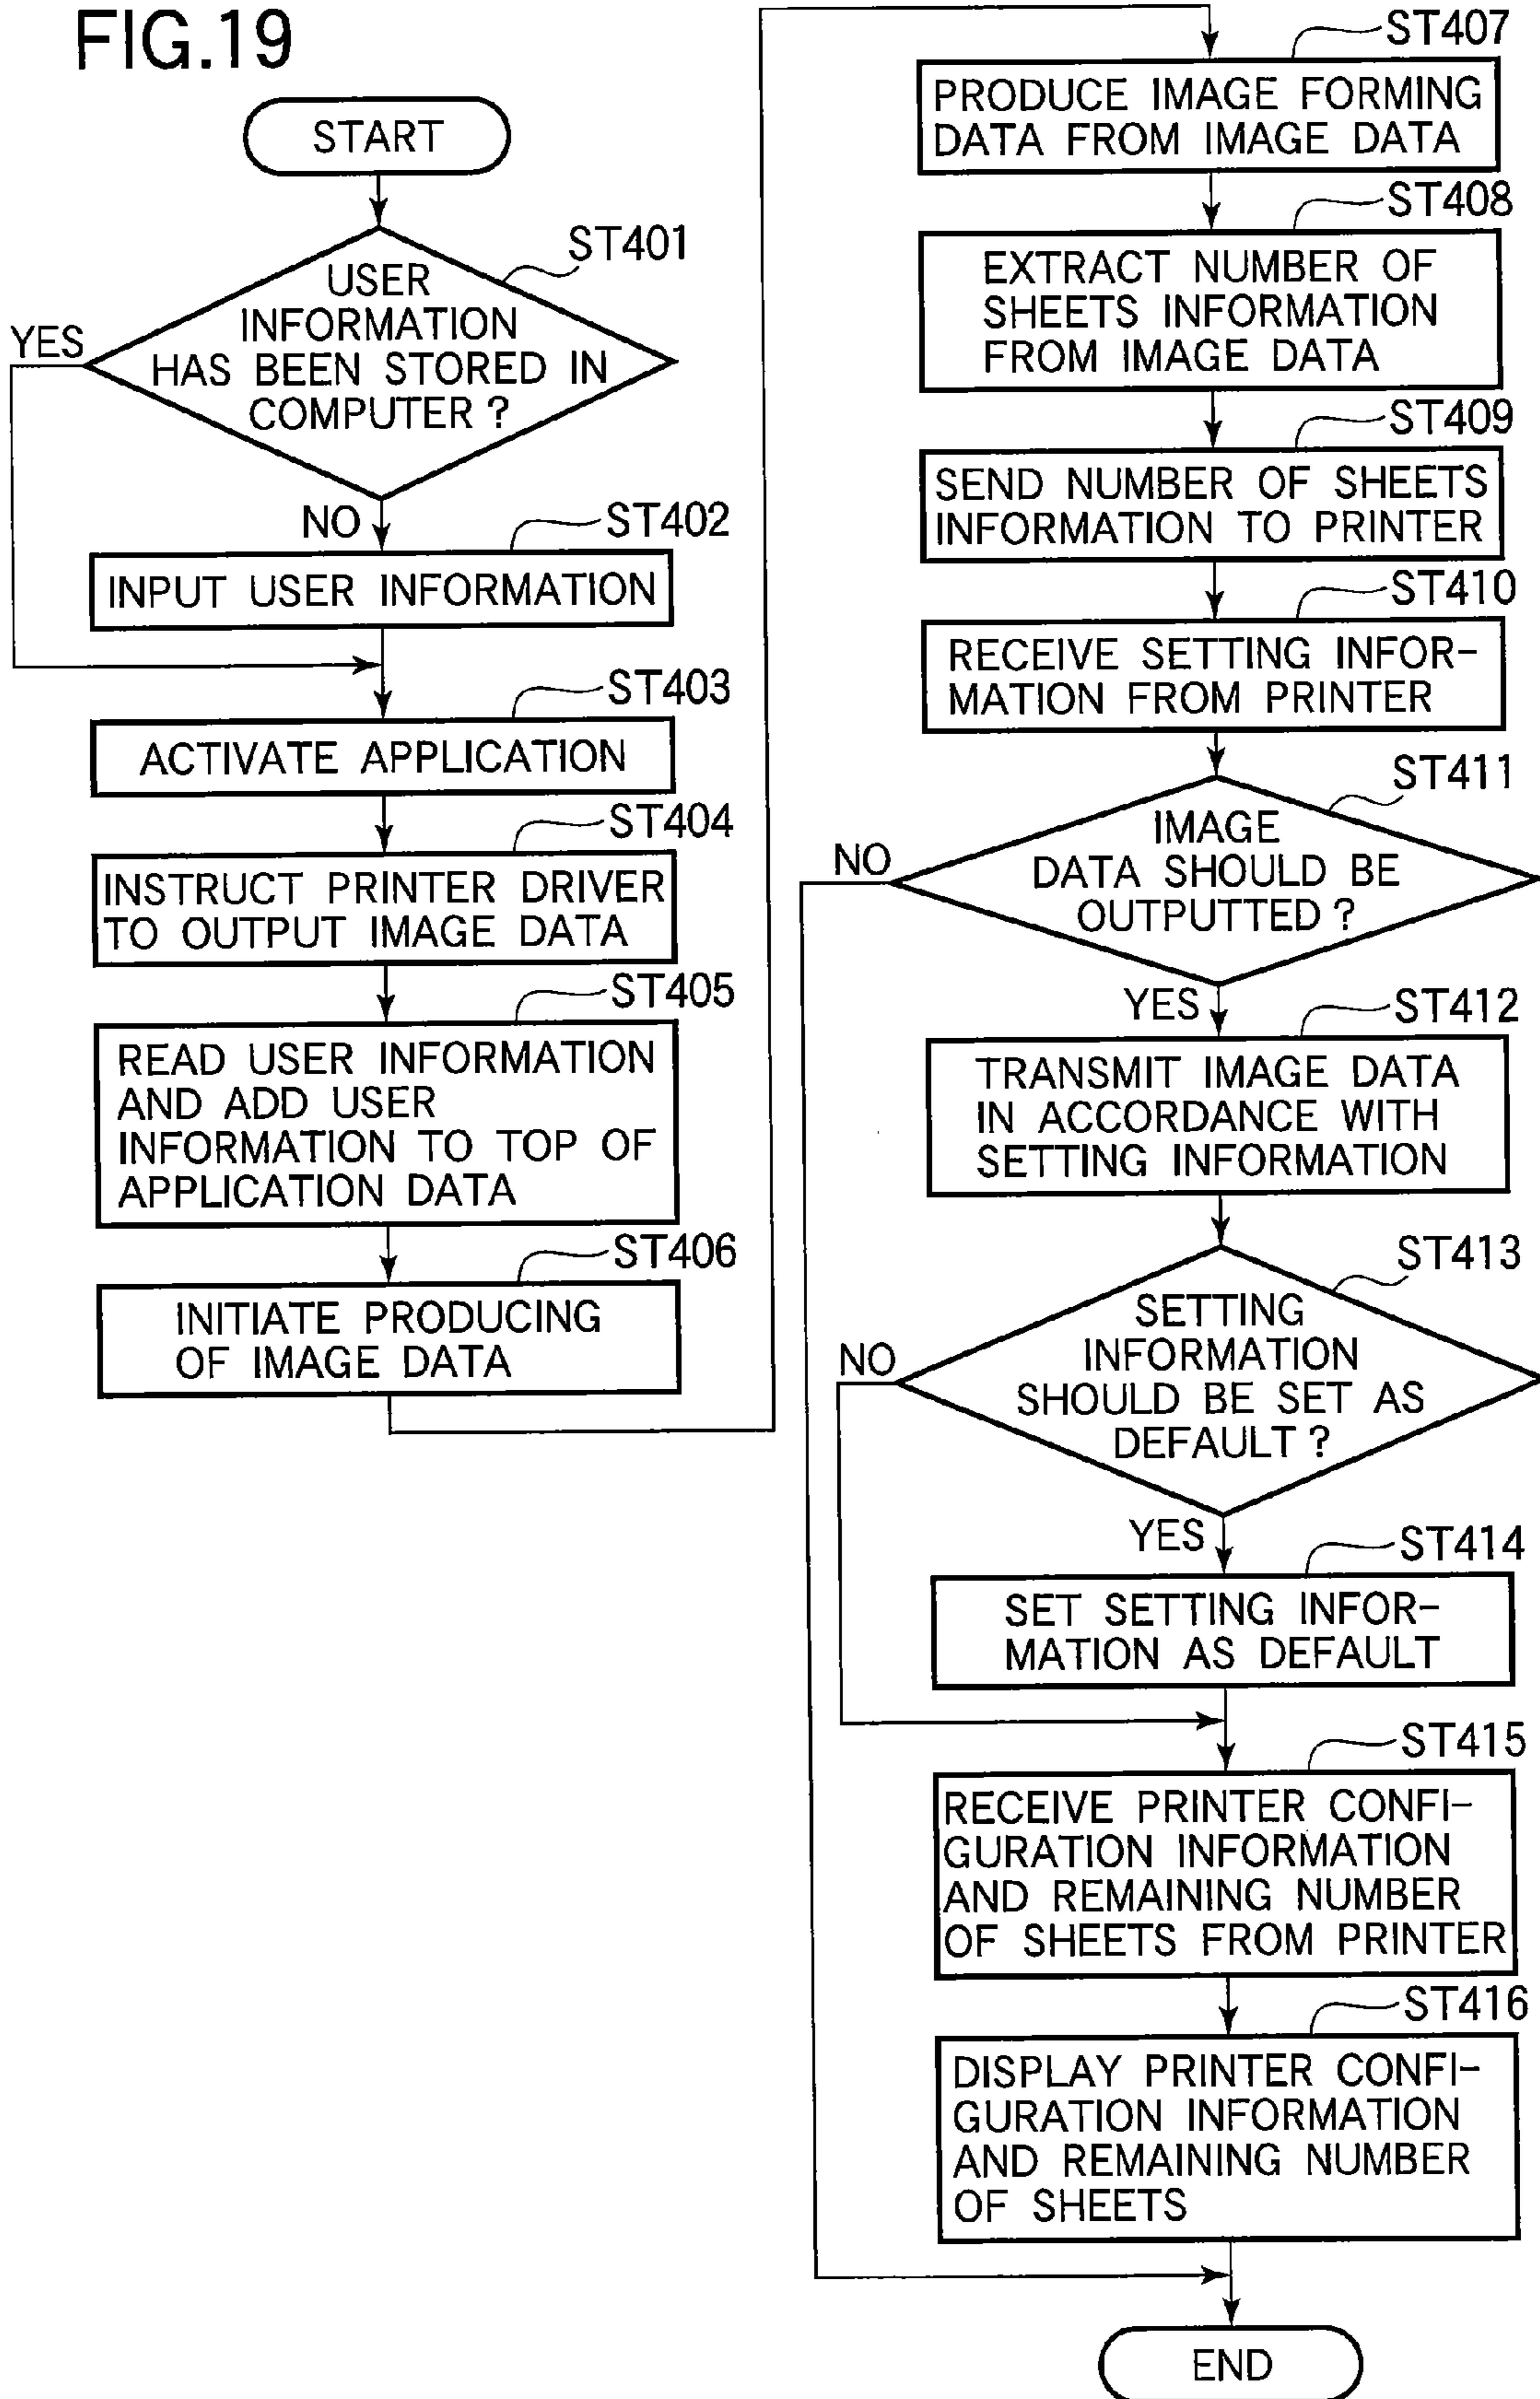 FIG.19
START
ST401
USER
INFORMATION
HAS BEEN STORED IN
COMPUTER ?
YES
NO
ST402
INPUT USER INFORMATION
ST403
ACTIVATE APPLICATION
ST404
INSTRUCT PRINTER DRIVER
TO OUTPUT IMAGE DATA
ST405
READ USER INFORMATION
AND ADD USER
INFORMATION TO TOP OF
APPLICATION DATA
ST406
INITIATE PRODUCING
OF IMAGE DATA
ST407
PRODUCE IMAGE FORMING
DATA FROM IMAGE DATA
ST408
EXTRACT NUMBER OF
SHEETS INFORMATION
FROM IMAGE DATA
ST409
SEND NUMBER OF SHEETS
INFORMATION TO PRINTER
ST410
RECEIVE SETTING INFOR-
MATION FROM PRINTER
ST411
IMAGE
DATA SHOULD BE
OUTPUTTED ?
NO
YES
ST412
TRANSMIT IMAGE DATA
IN ACCORDANCE WITH
SETTING INFORMATION
ST413
SETTING
INFORMATION
SHOULD BE SET AS
DEFAULT ?
NO
YES
ST414
SET SETTING INFOR-
MATION AS DEFAULT
ST415
RECEIVE PRINTER CONFI-
GURATION INFORMATION
AND REMAINING NUMBER
OF SHEETS FROM PRINTER
ST416
DISPLAY PRINTER CONFI-
GURATION INFORMATION
AND REMAINING NUMBER
OF SHEETS
END